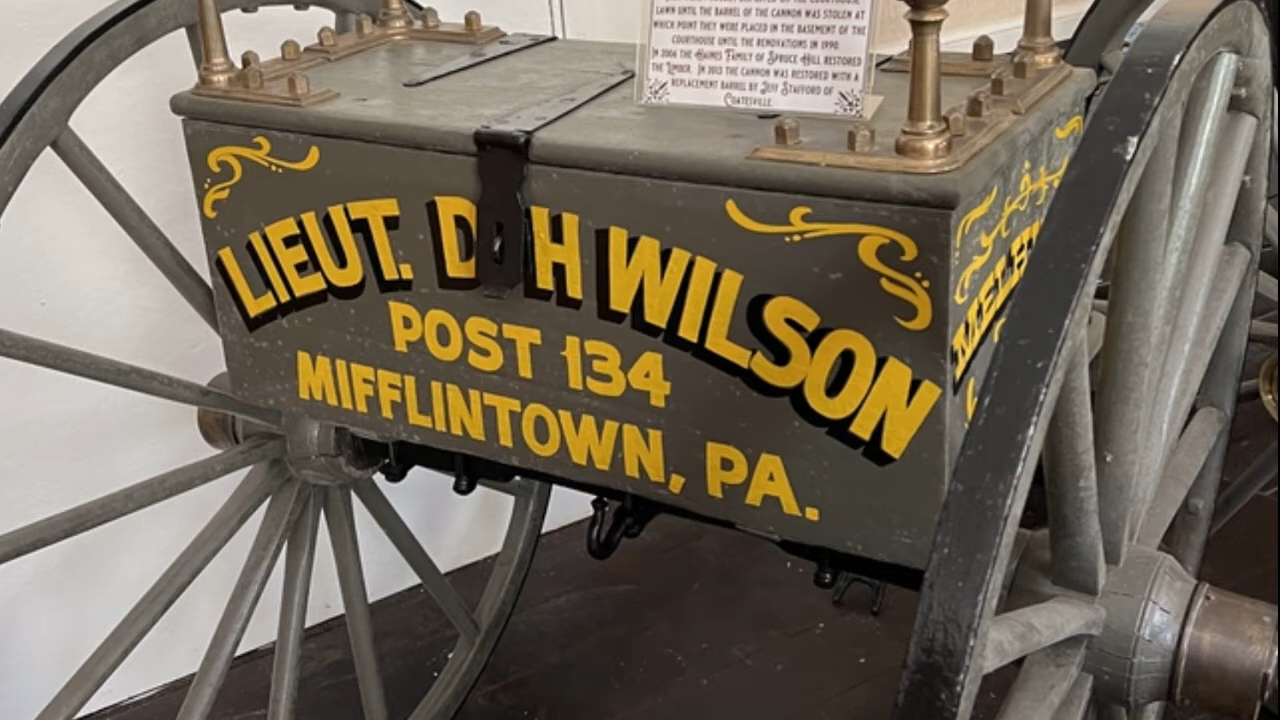 LAWN UNTIL THE BARREL OF THE CANNON WAS STOLEN AT
WHICH POINT THEY WERE PLACED IN THE BASEMENT OF THE
COURTHOUSE UNTIL THE RENOVATIONS IN 1990.
IN 2006 THE HAINES FAMILY OF SPRUCE HILL RESTORED
THE LIMBER. IN 2013 THE CANNON WAS RESTORED WITH A
REPLACEMENT BARREL BY JEFF STAFFORD OF
COATESVILLE.
LIEUT. D H WILSON
POST 134
MIFFLINTOWN, PA.